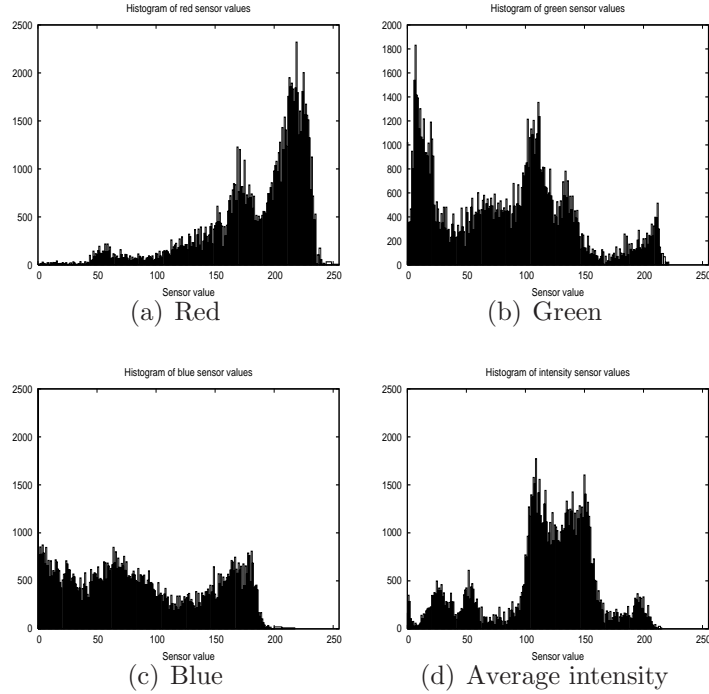 Histogram of red sensor values
2500
2000
1500
1000
500
0
0 50 100 150 200 250
Sensor value
(a) Red
Histogram of green sensor values
2000
1800
1600
1400
1200
1000
800
600
400
200
0
0 50 100 150 200 250
Sensor value
(b) Green
Histogram of blue sensor values
2500
2000
1500
1000
500
0
0 50 100 150 200 250
Sensor value
(c) Blue
Histogram of intensity sensor values
2500
2000
1500
1000
500
0
0 50 100 150 200 250
Sensor value
(d) Average intensity